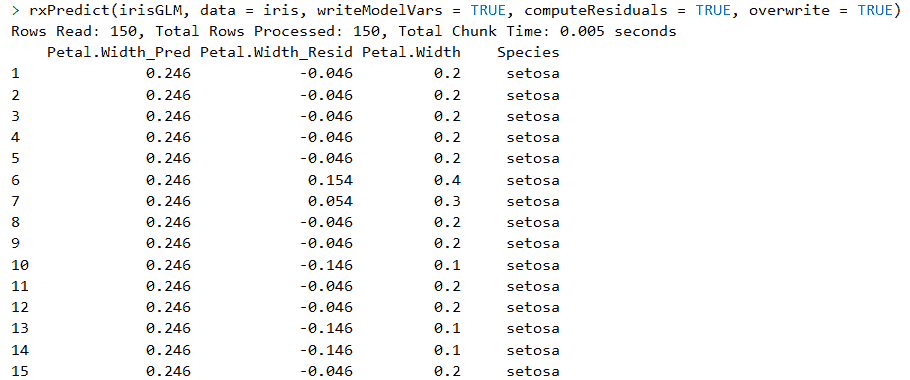 > rxPredict(irisGLM, data = iris, writeModelVars = TRUE, computeResiduals = TRUE, overwrite = TRUE)
Rows Read: 150, Total Rows Processed: 150, Total Chunk Time: 0.005 seconds
Petal.Width_Pred Petal.Width_Resid Petal.Width Species
1 0.246 -0.046 0.2 setosa
2 0.246 -0.046 0.2 setosa
3 0.246 -0.046 0.2 setosa
4 0.246 -0.046 0.2 setosa
5 0.246 -0.046 0.2 setosa
6 0.246 0.154 0.4 setosa
7 0.246 0.054 0.3 setosa
8 0.246 -0.046 0.2 setosa
9 0.246 -0.046 0.2 setosa
10 0.246 -0.146 0.1 setosa
11 0.246 -0.046 0.2 setosa
12 0.246 -0.046 0.2 setosa
13 0.246 -0.146 0.1 setosa
14 0.246 -0.146 0.1 setosa
15 0.246 -0.046 0.2 setosa